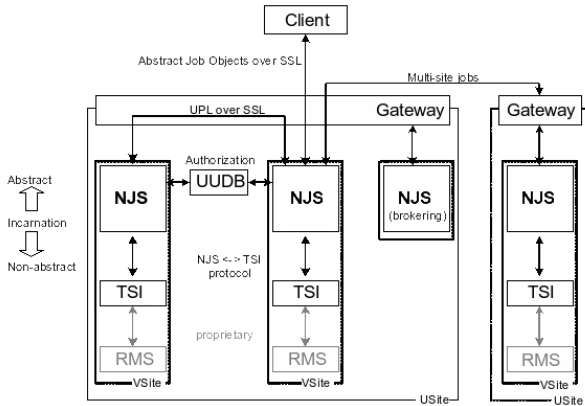 Client
Abstract Job Objects over SSL
Multi-site jobs
Gateway
Gateway
UPL over SSL
Authorization
UUDB
NJS
NJS
NJS
(brokering)
NJS
Abstract
Incarnation
Non-abstract
NJS <-> TSI
protocol
TSI
TSI
TSI
proprietary
RMS
RMS
RMS
VSite
VSite
VSite
USite
USite